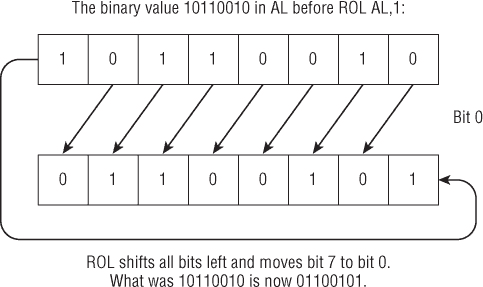 The binary value 10110010 in AL before ROL AL,1:
1 0 1 1 0 0 1 0
Bit 0
0 1 1 0 0 1 0 1
ROL shifts all bits left and moves bit 7 to bit 0.
What was 10110010 is now 01100101.